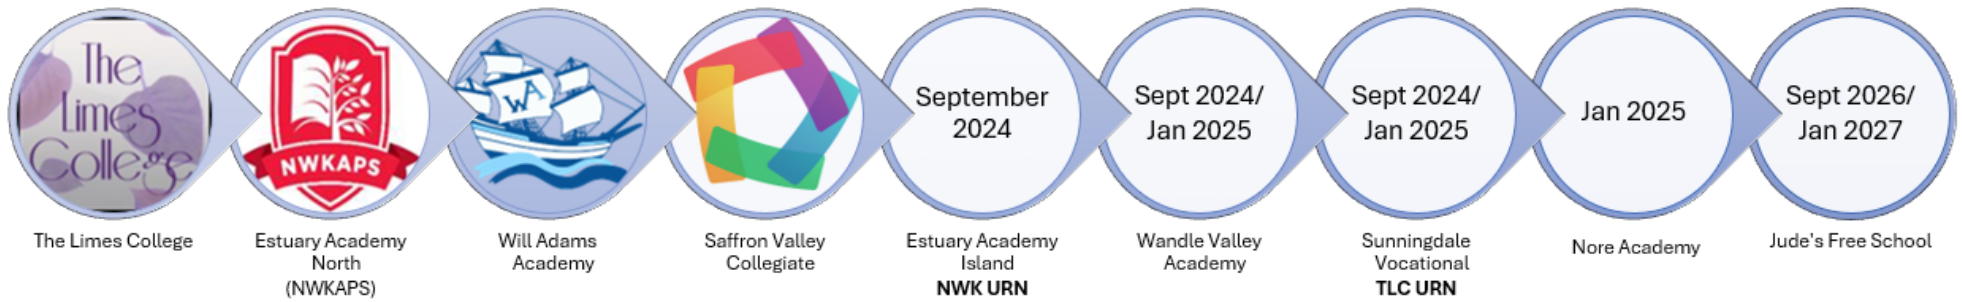 The
Limes
College
NWKAPS
WA
September
2024
Sept 2024/
Jan 2025
Sept 2024/
Jan 2025
Jan 2025
Sept 2026/
Jan 2027
The Limes College
Estuary Academy
North
(NWKAPS)
Will Adams
Academy
Saffron Valley
Collegiate
Estuary Academy
Island
NWK URN
Wandle Valley
Academy
Sunningdale
Vocational
TLC URN
Nore Academy
Jude's Free School